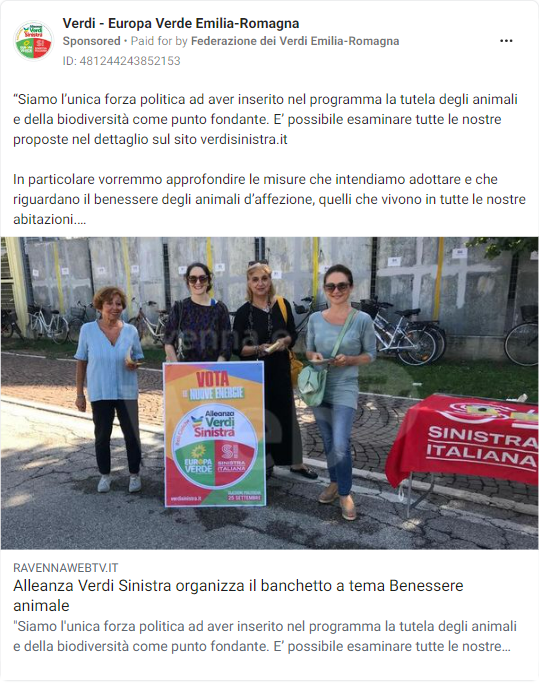 Verdi - Europa Verde Emilia-Romagna
Sponsored • Paid for by Federazione dei Verdi Emilia-Romagna
ID: 481244243852153
“Siamo l’unica forza politica ad aver inserito nel programma la tutela degli animali
e della biodiversità come punto fondante. E’ possibile esaminare tutte le nostre
proposte nel dettaglio sul sito verdisinistra.it
In particolare vorremmo approfondire le misure che intendiamo adottare e che
riguardano il benessere degli animali d’affezione, quelli che vivono in tutte le nostre
abitazioni....
VOTA
NUOVE ENERGIE
Alleanza
Verdi
Sinistra
EUROPA
VERDE
SI
SINISTRA
ITALIANA
verdisinistra.it
25 SETTEMBRE
SINISTRA
ITALIANA
RAVENNAWEBTV.IT
Alleanza Verdi Sinistra organizza il banchetto a tema Benessere
animale
"Siamo l'unica forza politica ad aver inserito nel programma la tutela degli animali
e della biodiversità come punto fondante. E’ possibile esaminare tutte le nostre…